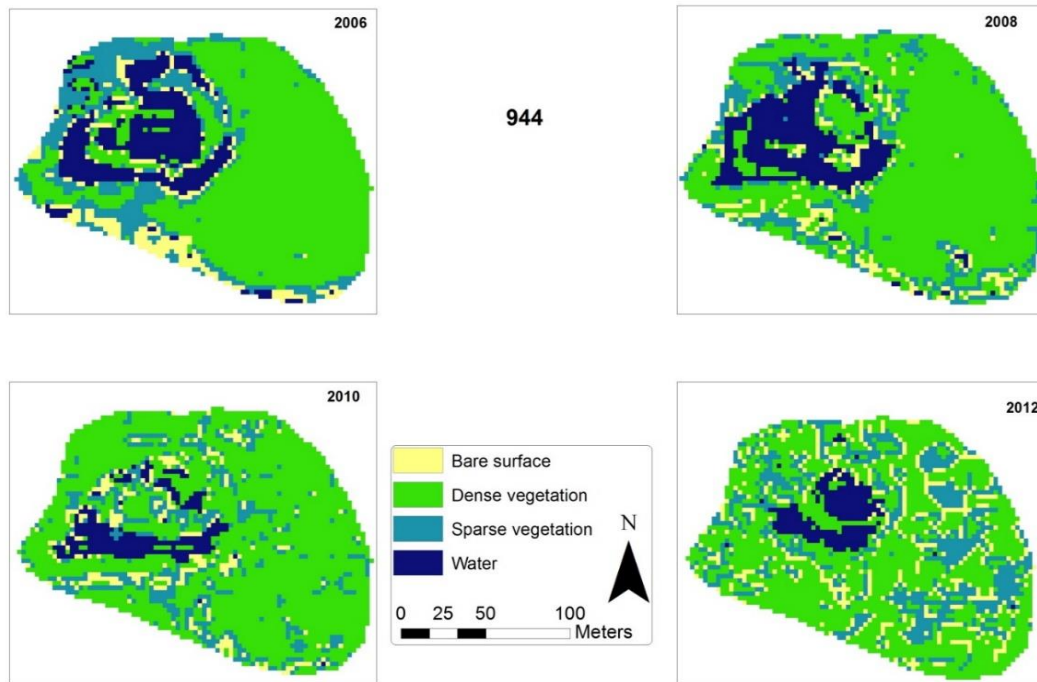 2006
944
2008
2010
2012
Bare surface
Dense vegetation
Sparse vegetation
Water
N
0 25 50 100
Meters